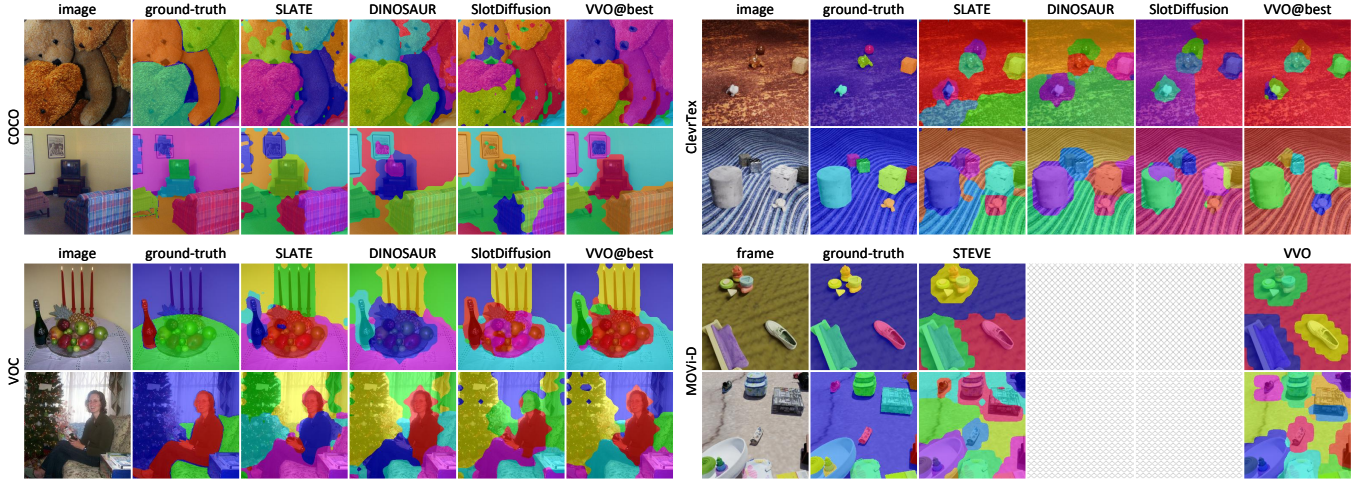 image ground-truth SLATE DINOSAUR SlotDiffusion VVO@best
COCO
image ground-truth SLATE DINOSAUR SlotDiffusion VVO@best
VOC
image ground-truth SLATE DINOSAUR SlotDiffusion VVO@best
ClevrTex
frame ground-truth STEVE VVO
MOVi-D